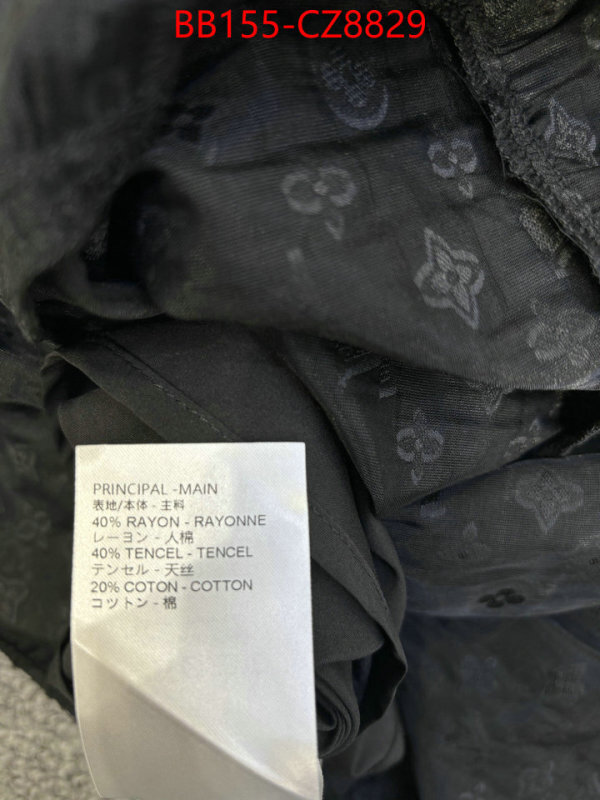 BB155-CZ8829
PRINCIPAL -MAIN
表地/本体 - 主料
40% RAYON - RAYONNE
レーヨン - 人棉
40% TENCEL - TENCEL
テンセル - 天丝
20% COTON - COTTON
コットン - 棉